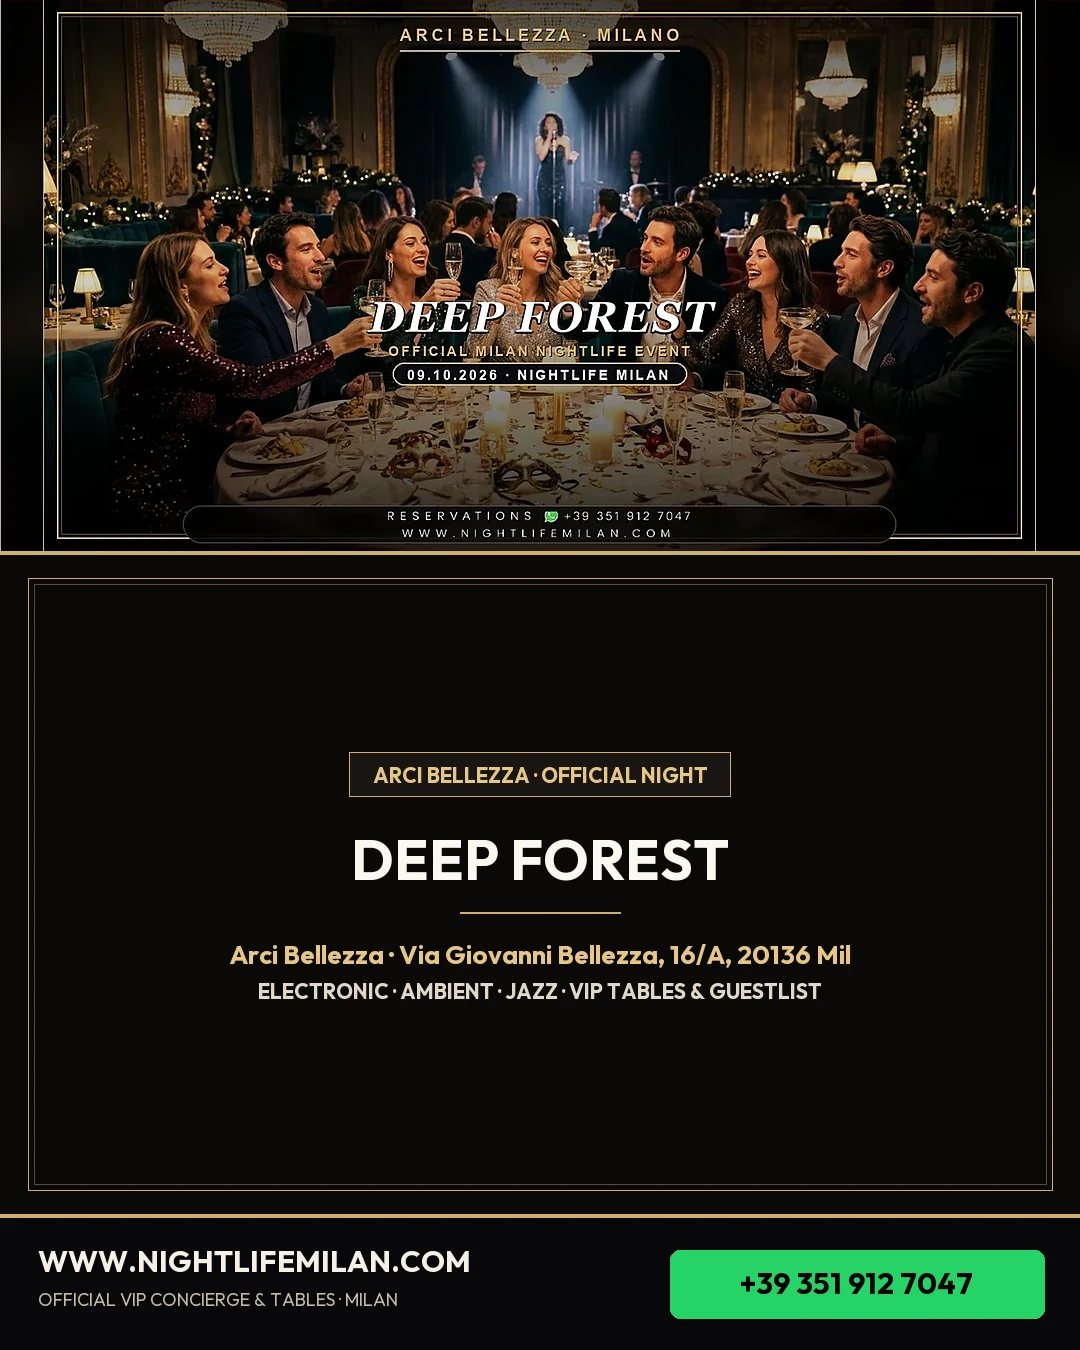 ARCI BELLEZZA · MILANO
DEEP FOREST
OFFICIAL MILAN NIGHTLIFE EVENT
09.10.2026 · NIGHTLIFE MILAN
RESERVATIONS +39 351 912 7047
WWW.NIGHTLIFEMILAN.COM
ARCI BELLEZZA · OFFICIAL NIGHT
DEEP FOREST
Arci Bellezza · Via Giovanni Bellezza, 16/A, 20136 Mil
ELECTRONIC · AMBIENT · JAZZ · VIP TABLES & GUESTLIST
WWW.NIGHTLIFEMILAN.COM
OFFICIAL VIP CONCIERGE & TABLES · MILAN
+39 351 912 7047